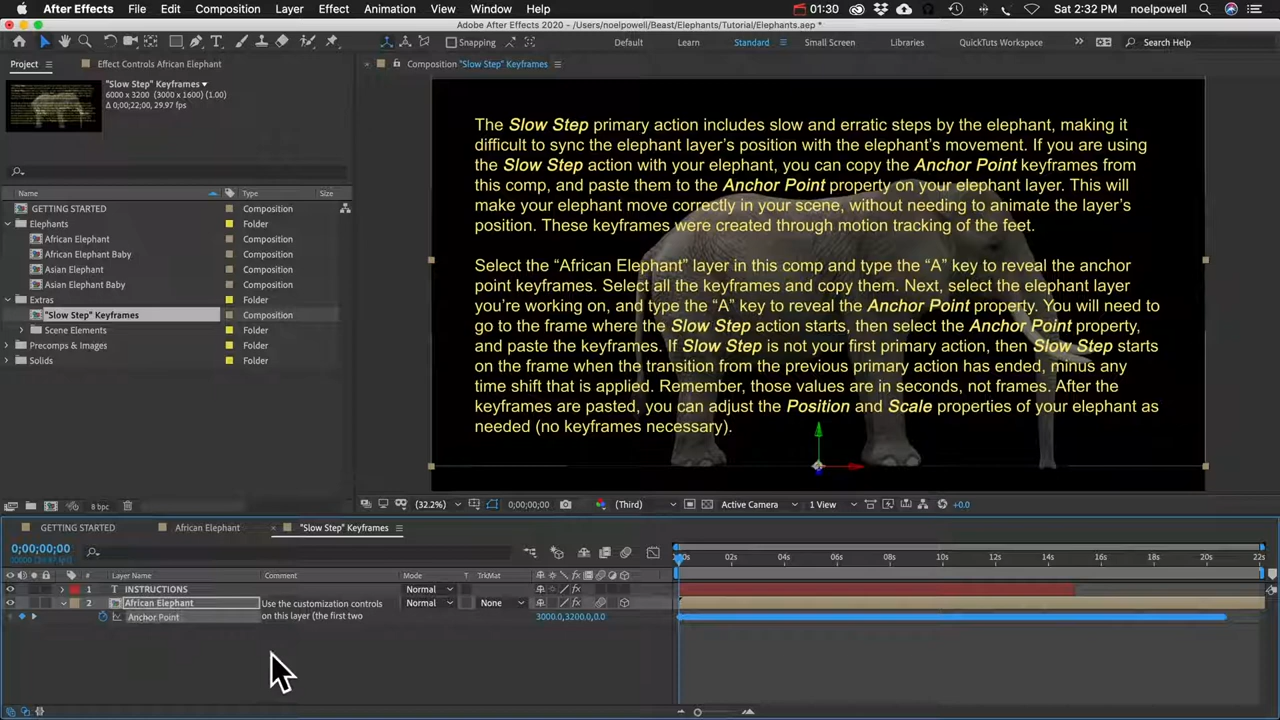 After Effects File Edit Composition Layer Effect Animation View Window Help 01:30 Sat 2:32 PM noelpowell
Adobe After Effects 2020 - /Users/noelpowell/Beast/Elephants/Tutorial/Elephants.aep *
Snapping Default Learn Standard Small Screen Libraries QuickTuts Workspace Search Help
Project Effect Controls African Elephant Composition "Slow Step" Keyframes
"Slow Step" Keyframes
6000 x 3200 (3000 x 1600) (1.00)
Δ 0;00;22;00, 29.97 fps
Name Type Size
GETTING STARTED Composition
Elephants Folder
African Elephant Composition
African Elephant Baby Composition
Asian Elephant Composition
Asian Elephant Baby Composition
Extras Folder
"Slow Step" Keyframes Composition
Scene Elements Folder
Precomps & Images Folder
Solids Folder
The Slow Step primary action includes slow and erratic steps by the elephant, making it
difficult to sync the elephant layer's position with the elephant's movement. If you are using
the Slow Step action with your elephant, you can copy the Anchor Point keyframes from
this comp, and paste them to the Anchor Point property on your elephant layer. This will
make your elephant move correctly in your scene, without needing to animate the layer's
position. These keyframes were created through motion tracking of the feet.
Select the "African Elephant" layer in this comp and type the "A" key to reveal the anchor
point keyframes. Select all the keyframes and copy them. Next, select the elephant layer
you're working on, and type the "A" key to reveal the Anchor Point property. You will need to
go to the frame where the Slow Step action starts, then select the Anchor Point property,
and paste the keyframes. If Slow Step is not your first primary action, then Slow Step starts
on the frame when the transition from the previous primary action has ended, minus any
time shift that is applied. Remember, those values are in seconds, not frames. After the
keyframes are pasted, you can adjust the Position and Scale properties of your elephant as
needed (no keyframes necessary).
8 bpc (32.2%) 0;00;00;00 (Third) Active Camera 1 View +0.0
GETTING STARTED African Elephant "Slow Step" Keyframes
0;00;00;00
02s 04s 06s 08s 10s 12s 14s 16s 18s 20s 22s
# Layer Name Comment Mode T TrkMat
1 T INSTRUCTIONS Normal
2 African Elephant Use the customization controls Normal None
Anchor Point on this layer (the first two 3000.0,3200.0,0.0